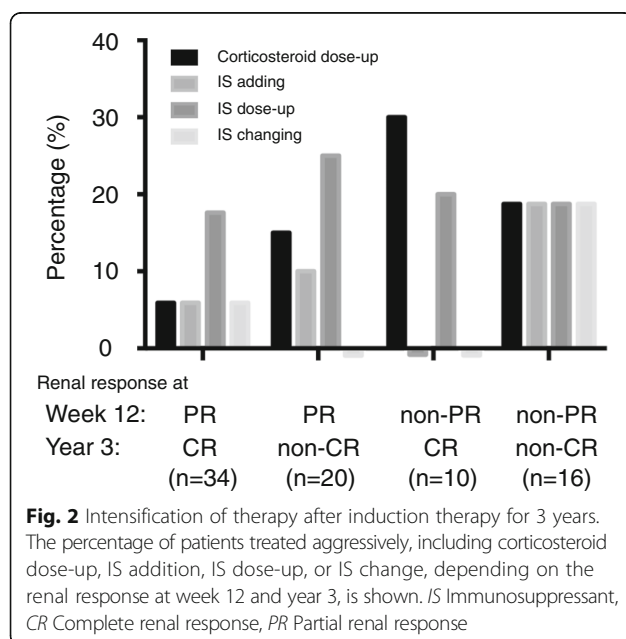 40
30
20
10
0
Percentage (%)
Corticosteroid dose-up
IS adding
IS dose-up
IS changing
Renal response at
Week 12: PR PR non-PR non-PR
Year 3: CR non-CR CR non-CR
(n=34) (n=20) (n=10) (n=16)
Fig. 2 Intensification of therapy after induction therapy for 3 years.
The percentage of patients treated aggressively, including corticosteroid
dose-up, IS addition, IS dose-up, or IS change, depending on the
renal response at week 12 and year 3, is shown. IS Immunosuppressant,
CR Complete renal response, PR Partial renal response